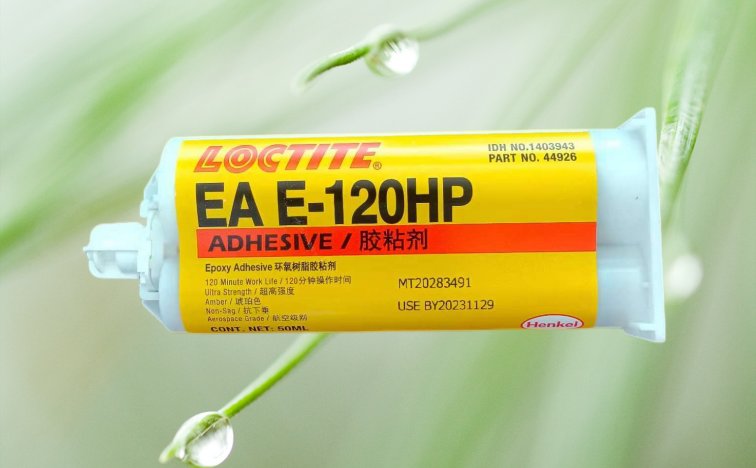 LOCTITE®
IDH NO.1403943
PART NO. 44926
EA E-120HP
ADHESIVE / 胶粘剂
Epoxy Adhesive 环氧树脂胶粘剂
120 Minute Work Life / 120分钟操作时间
Ultra Strength / 超高强度
Amber / 琥珀色
Non-Sag / 抗下垂
Aerospace Grade / 航空级别
CONT. NET: 50ML
MT20283491
USE BY20231129
Henkel